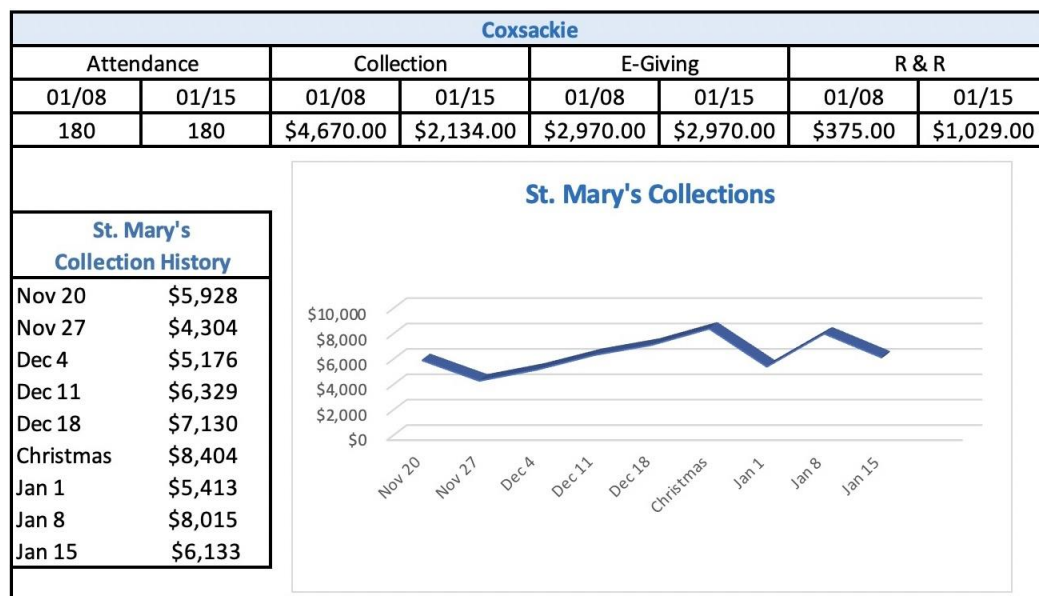 Coxsackie
Attendance Collection E-Giving R & R
01/08 01/15 01/08 01/15 01/08 01/15 01/08 01/15
180 180 $4,670.00 $2,134.00 $2,970.00 $2,970.00 $375.00 $1,029.00
St. Mary's
Collection History
Nov 20 $5,928
Nov 27 $4,304
Dec 4 $5,176
Dec 11 $6,329
Dec 18 $7,130
Christmas $8,404
Jan 1 $5,413
Jan 8 $8,015
Jan 15 $6,133
St. Mary's Collections
$10,000
$8,000
$6,000
$4,000
$2,000
$0
Nov 20 Nov 27 Dec 4 Dec 11 Dec 18 Christmas Jan 1 Jan 8 Jan 15